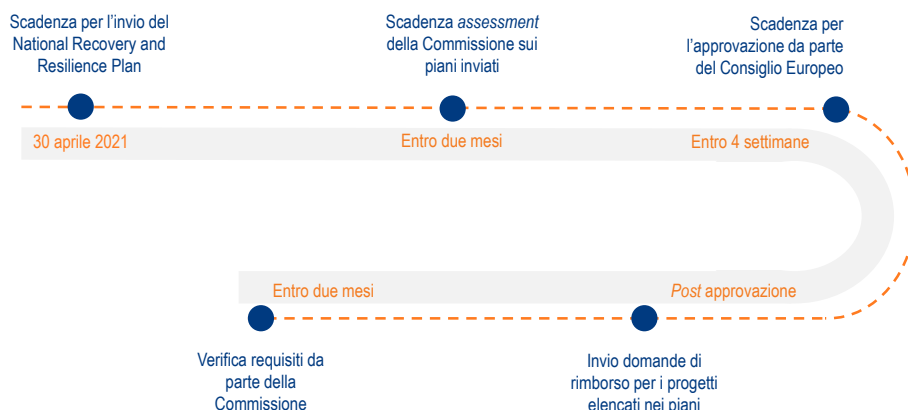 Scadenza per l'invio del
National Recovery and
Resilience Plan
30 aprile 2021
Scadenza assessment
della Commissione sui
piani inviati
Entro due mesi
Scadenza per
l'approvazione da parte
del Consiglio Europeo
Entro 4 settimane
Post approvazione
Invio domande di
rimborso per i progetti
elencati nei piani
Entro due mesi
Verifica requisiti da
parte della
Commissione